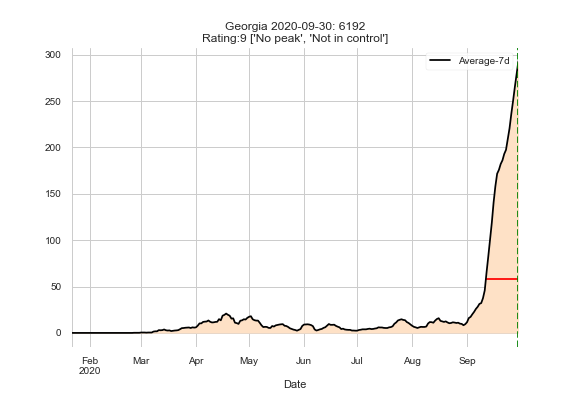 Georgia 2020-09-30: 6192
Rating:9 ['No peak', 'Not in control']
Average-7d
300
250
200
150
100
50
0
Feb Mar Apr May Jun Jul Aug Sep
2020
Date